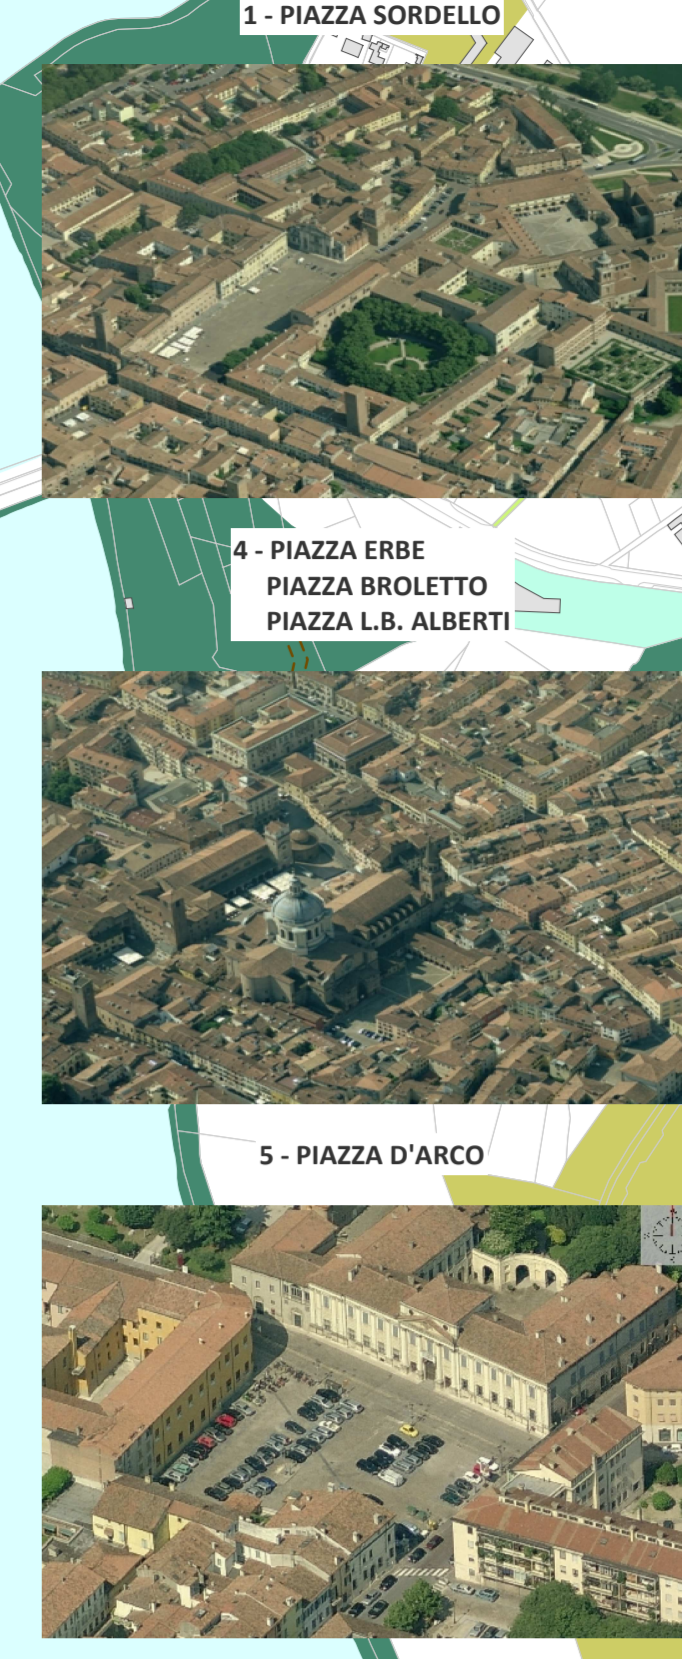 1 - PIAZZA SORDELLO
4 - PIAZZA ERBE
PIAZZA BROLETTO
PIAZZA L.B. ALBERTI
5 - PIAZZA D'ARCO